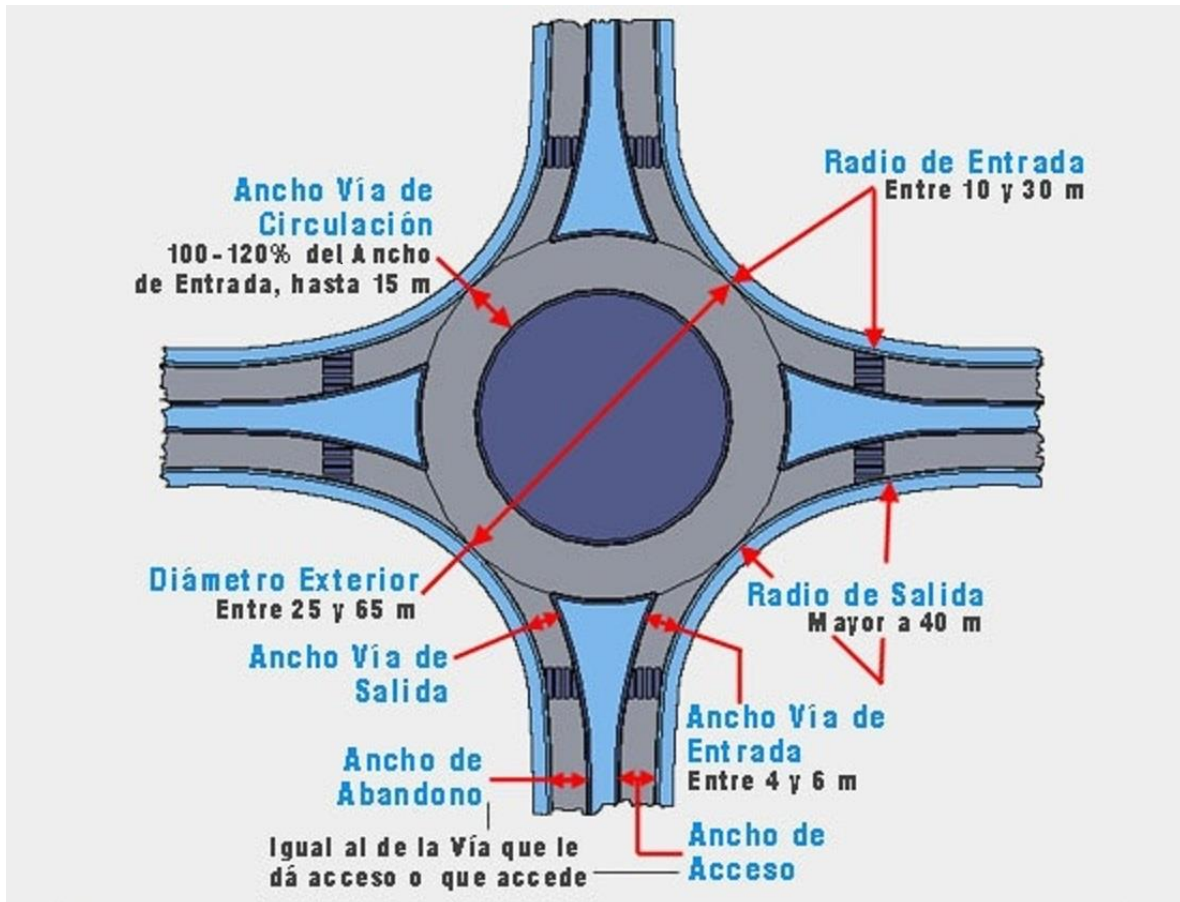 Ancho Vía de
Circulación
100-120% del Ancho
de Entrada, hasta 15 m
Radio de Entrada
Entre 10 y 30 m
Diámetro Exterior
Entre 25 y 65 m
Radio de Salida
Mayor a 40 m
Ancho Vía de
Salida
Ancho Vía de
Entrada
Entre 4 y 6 m
Ancho de
Abandono
Igual al de la Vía que le
dá acceso o que accede
Ancho de
Acceso